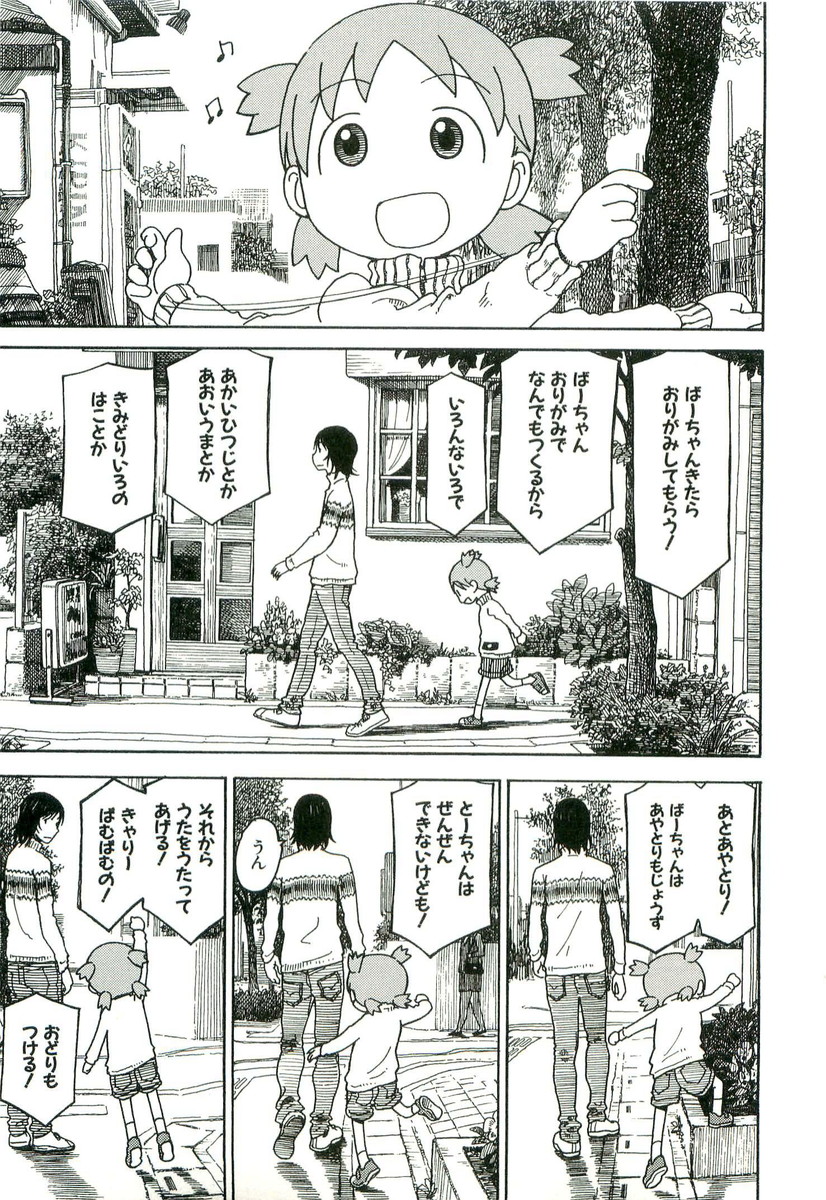 ばーちゃんきたら
おりがみしてもらう！
ばーちゃん
おりがみで
なんでもつくるから
いろんないろで
あかいひつじとか
あおいうまとか
きみどりいろの
はことか
あとあやとり！
ばーちゃんは
あやとりもじょうず
とーちゃんは
ぜんぜん
できないけども！
うん
それから
うたをうたって
あげる！
きゃりー
ぱむぱむの！
おどりも
つける！